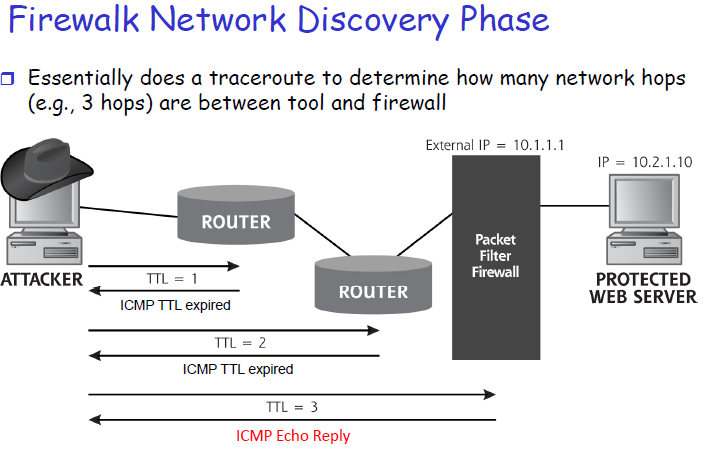 Firewalk Network Discovery Phase
Essentially does a traceroute to determine how many network hops
(e.g., 3 hops) are between tool and firewall
External IP = 10.1.1.1
IP = 10.2.1.10
ROUTER
Packet
Filter
Firewall
ATTACKER
TTL = 1
ROUTER
PROTECTED
WEB SERVER
ICMP TTL expired
TTL = 2
ICMP TTL expired
TTL = 3
ICMP Echo Reply